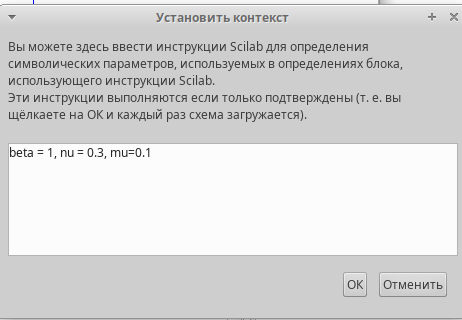 Установить контекст
Вы можете здесь ввести инструкции Scilab для определения
символических параметров, используемых в определениях блока,
использующего инструкции Scilab.
Эти инструкции выполняются если только подтверждены (т. е. вы
щёлкаете на ОК и каждый раз схема загружается).
beta = 1, nu = 0.3, mu=0.1
ОК Отменить